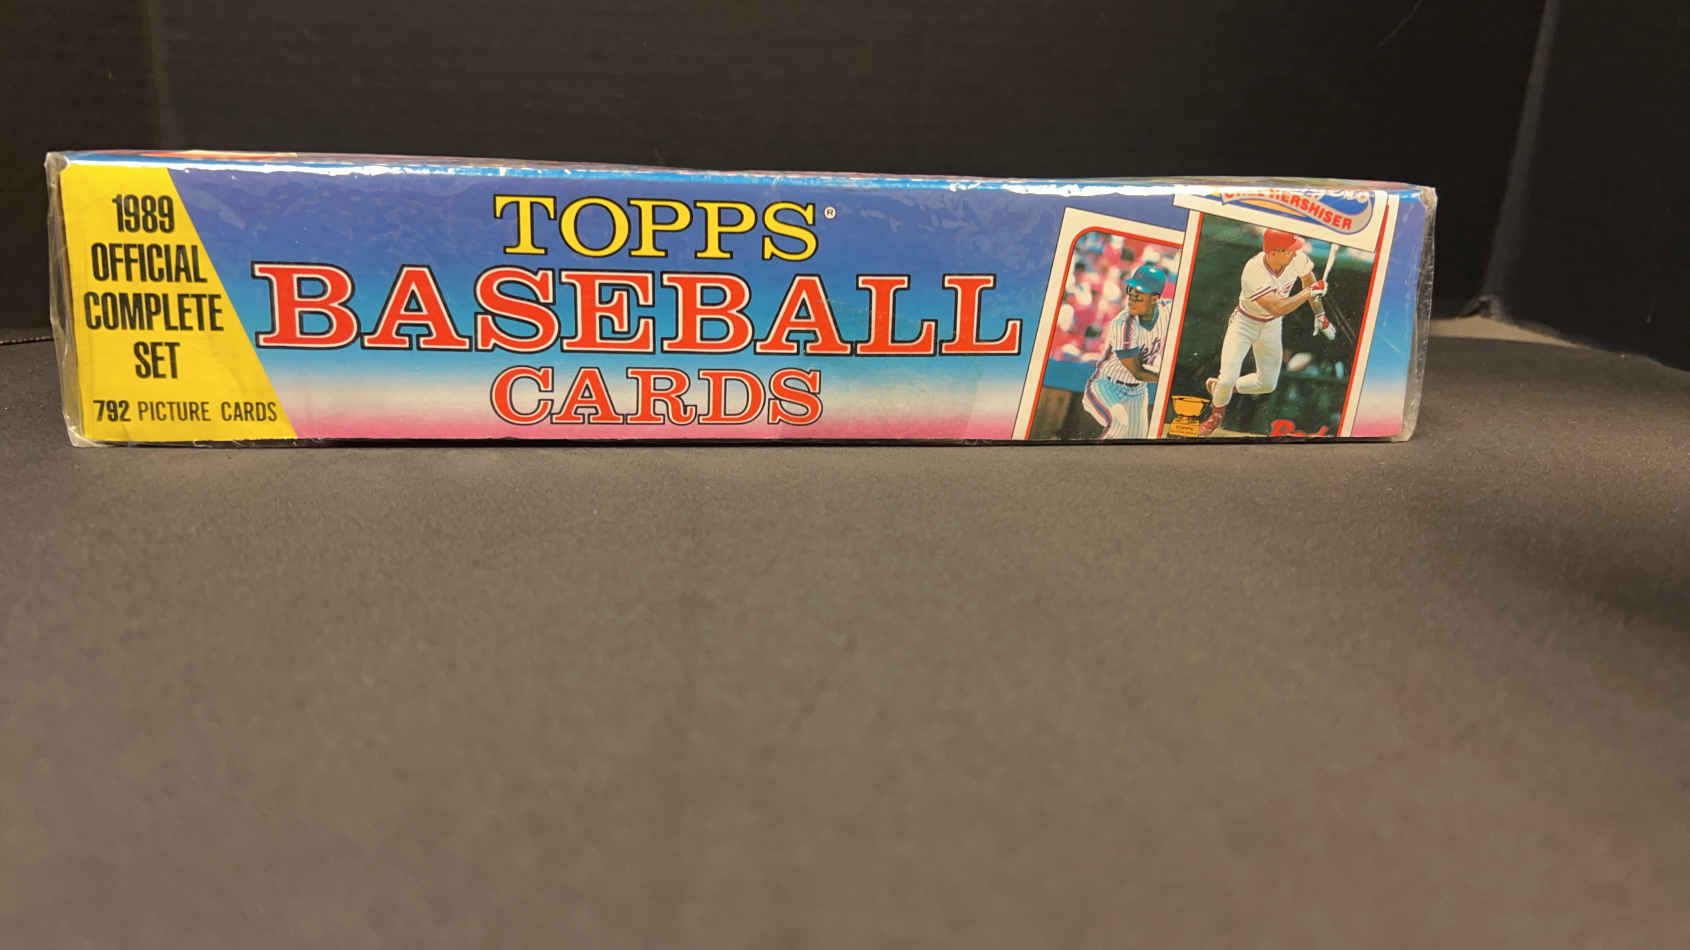 1989
OFFICIAL
COMPLETE
SET
792 PICTURE CARDS
TOPPS®
BASEBALL
CARDS
HERSHISER